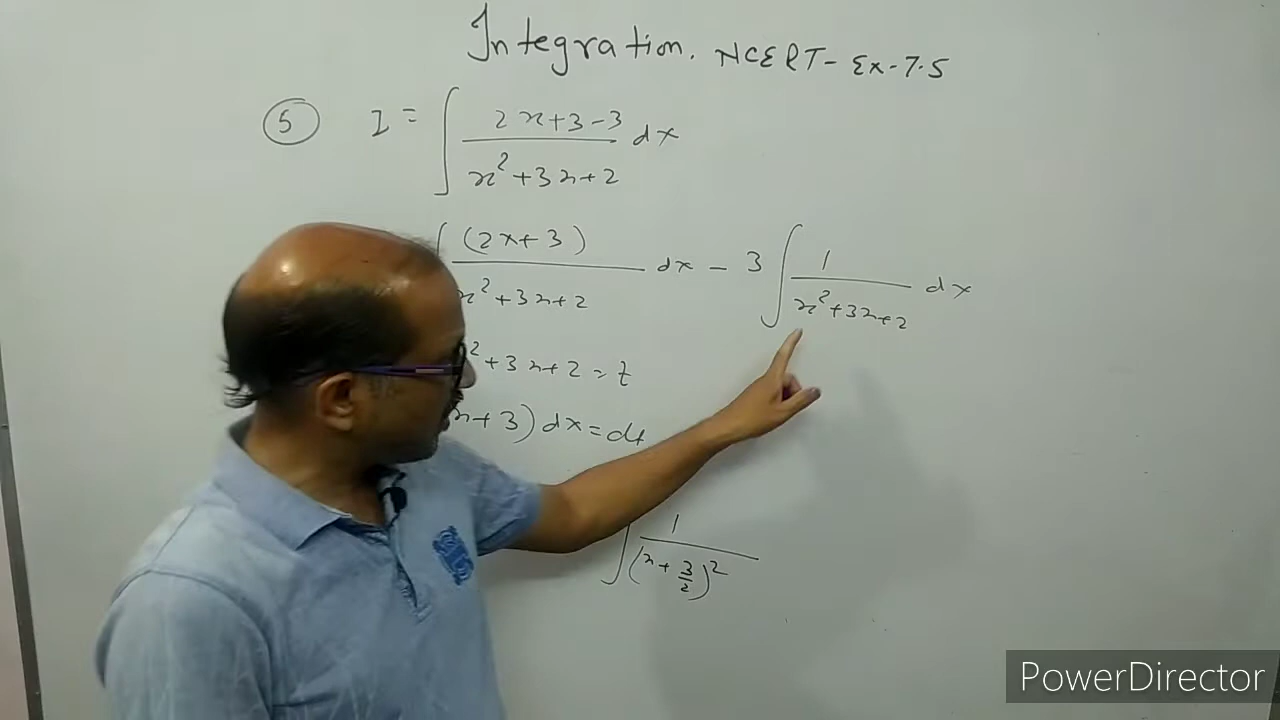 Integration. NCERT - Ex-7.5
5 I = ∫ 2x+3-3 / x²+3x+2 dx
(2x+3) / x²+3x+2 dx - 3 ∫ 1 / x²+3x+2 dx
²+3x+2 = t
x+3) dx = dt
∫ 1 / (x+3/2)²
PowerDirector